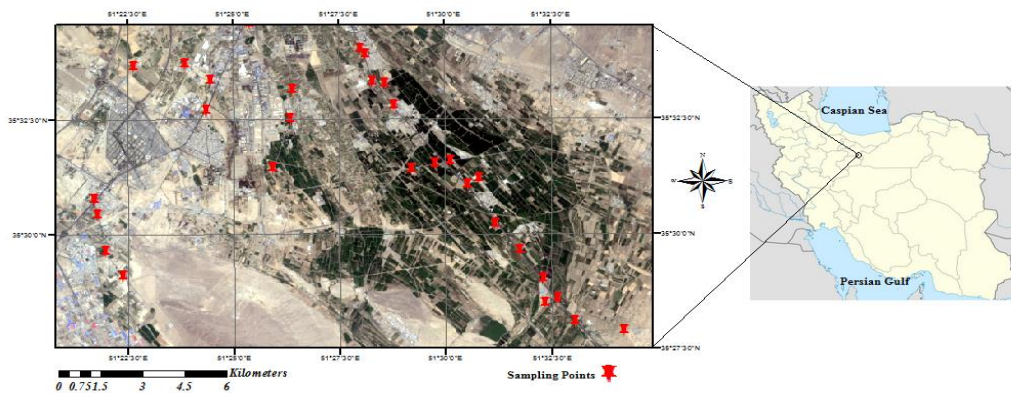 51°22'30"E 51°25'0"E 51°27'30"E 51°30'0"E 51°32'30"E
35°32'30"N 35°32'30"N
35°30'0"N 35°30'0"N
35°27'30"N
51°22'30"E 51°25'0"E 51°27'30"E 51°30'0"E 51°32'30"E
Kilometers
0 0.75 1.5 3 4.5 6
Sampling Points
N
S
Caspian Sea
Persian Gulf